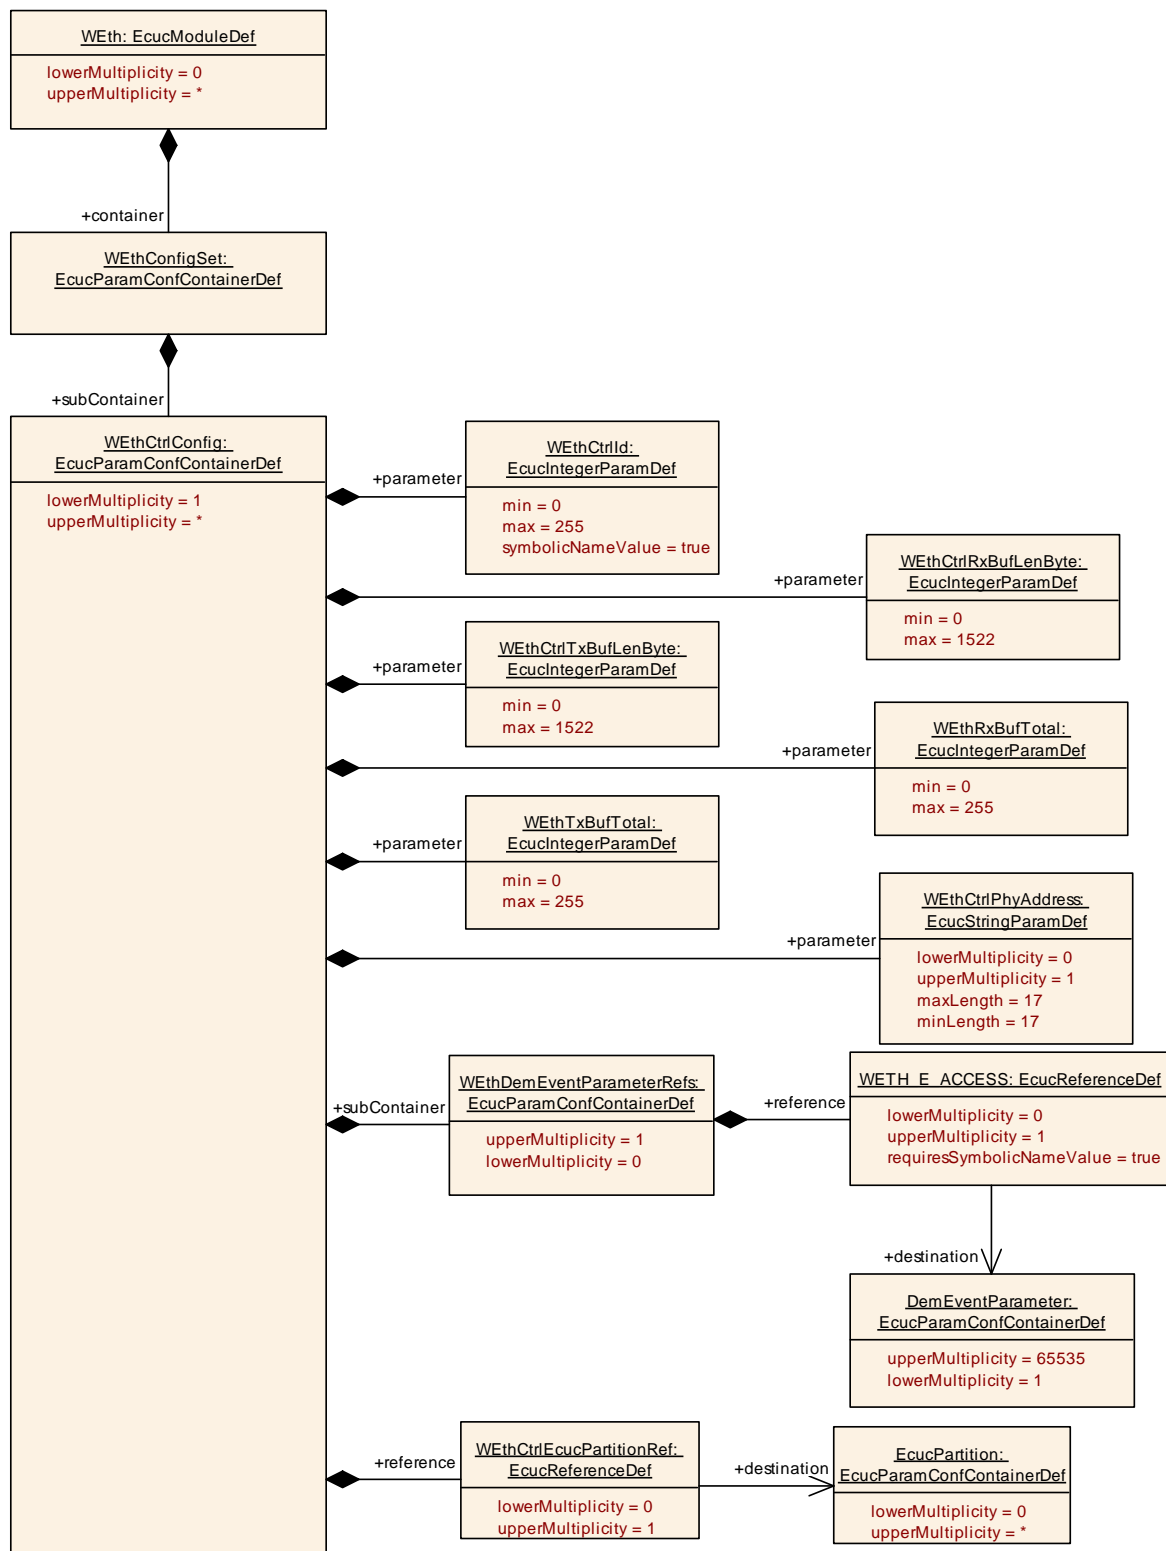 WEth: EcucModuleDef
lowerMultiplicity = 0
upperMultiplicity = *
+container
WEthConfigSet:
EcucParamConfContainerDef
+subContainer
WEthCtrlConfig:
EcucParamConfContainerDef
lowerMultiplicity = 1
upperMultiplicity = *
+parameter
WEthCtrlId:
EcucIntegerParamDef
min = 0
max = 255
symbolicNameValue = true
+parameter
WEthCtrlRxBufLenByte:
EcucIntegerParamDef
min = 0
max = 1522
+parameter
WEthCtrlTxBufLenByte:
EcucIntegerParamDef
min = 0
max = 1522
+parameter
WEthRxBufTotal:
EcucIntegerParamDef
min = 0
max = 255
+parameter
WEthTxBufTotal:
EcucIntegerParamDef
min = 0
max = 255
+parameter
WEthCtrlPhyAddress:
EcucStringParamDef
lowerMultiplicity = 0
upperMultiplicity = 1
maxLength = 17
minLength = 17
+subContainer
WEthDemEventParameterRefs:
EcucParamConfContainerDef
upperMultiplicity = 1
lowerMultiplicity = 0
+reference
WETH_E_ACCESS: EcucReferenceDef
lowerMultiplicity = 0
upperMultiplicity = 1
requiresSymbolicNameValue = true
+destination
DemEventParameter:
EcucParamConfContainerDef
upperMultiplicity = 65535
lowerMultiplicity = 1
+reference
WEthCtrlEcucPartitionRef:
EcucReferenceDef
lowerMultiplicity = 0
upperMultiplicity = 1
+destination
EcucPartition:
EcucParamConfContainerDef
lowerMultiplicity = 0
upperMultiplicity = *